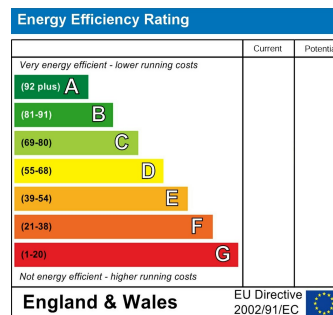 Energy Efficiency Rating
Current Potentia
Very energy efficient - lower running costs
(92 plus) A
(81-91) B
(69-80) C
(55-68) D
(39-54) E
(21-38) F
(1-20) G
Not energy efficient - higher running costs
England & Wales
EU Directive
2002/91/EC